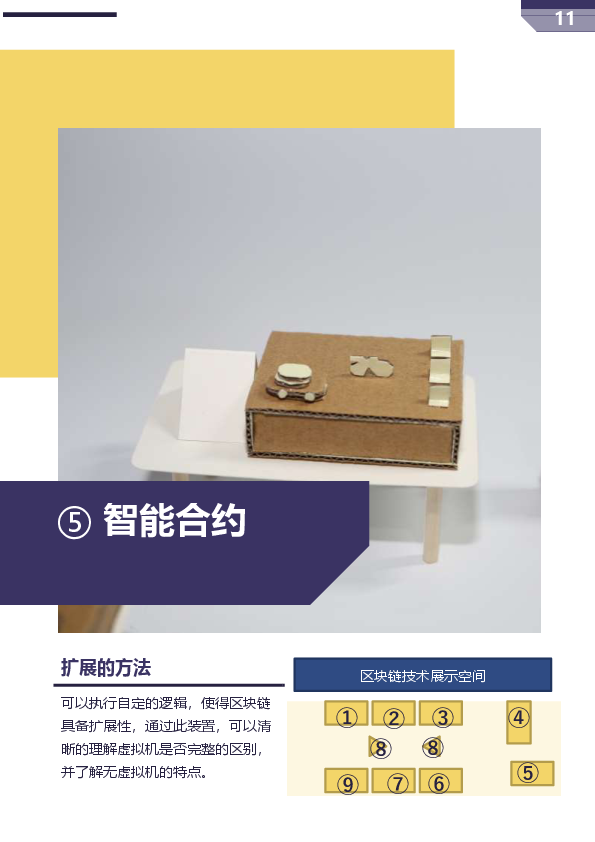 11
⑤ 智能合约
扩展的方法
可以执行自定的逻辑，使得区块链
具备扩展性，通过此装置，可以清
晰的理解虚拟机是否完整的区别，
并了解无虚拟机的特点。
区块链技术展示空间
① ② ③ ④
⑧ ⑧
⑤
⑨ ⑦ ⑥